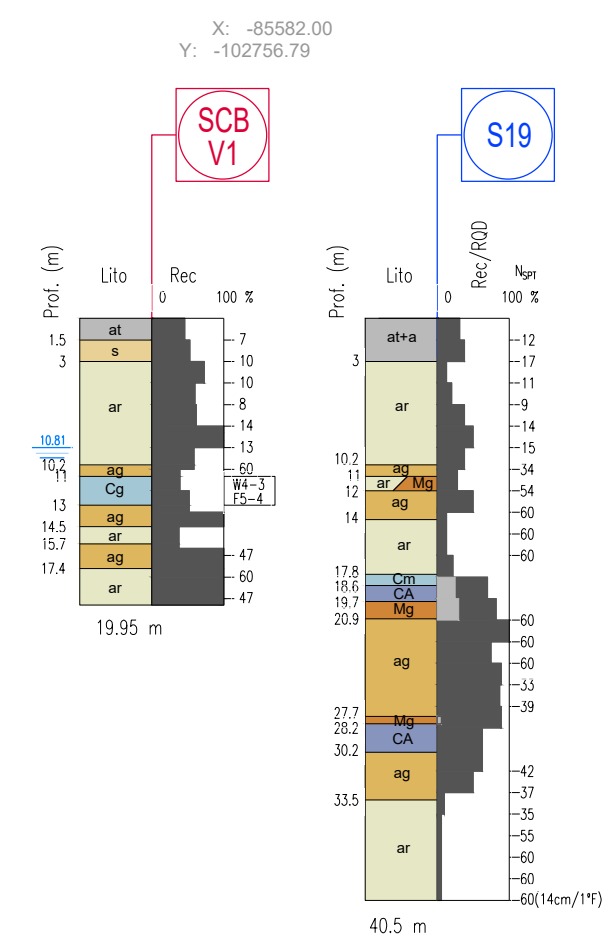 X: -85582.00
Y: -102756.79
SCB
V1
S19
Prof. (m)
Lito
Rec
0
100 %
1.5
3
10.81
10.2
11
13
14.5
15.7
17.4
at
s
ar
ag
Cg
ag
ar
ag
ar
7
10
10
8
14
13
60
W4-3
F5-4
47
60
47
19.95 m
Prof. (m)
Lito
Rec/RQD
NSPT
0
100 %
3
10.2
11
12
14
17.8
18.6
19.7
20.9
27.7
28.2
30.2
33.5
at+a
ar
ag
ar
Mg
ag
ar
Cm
CA
Mg
ag
Mg
CA
ag
ar
12
17
11
9
14
15
34
54
60
60
60
60
60
60
33
39
42
37
35
55
60
60
60(14cm/1ªF)
40.5 m